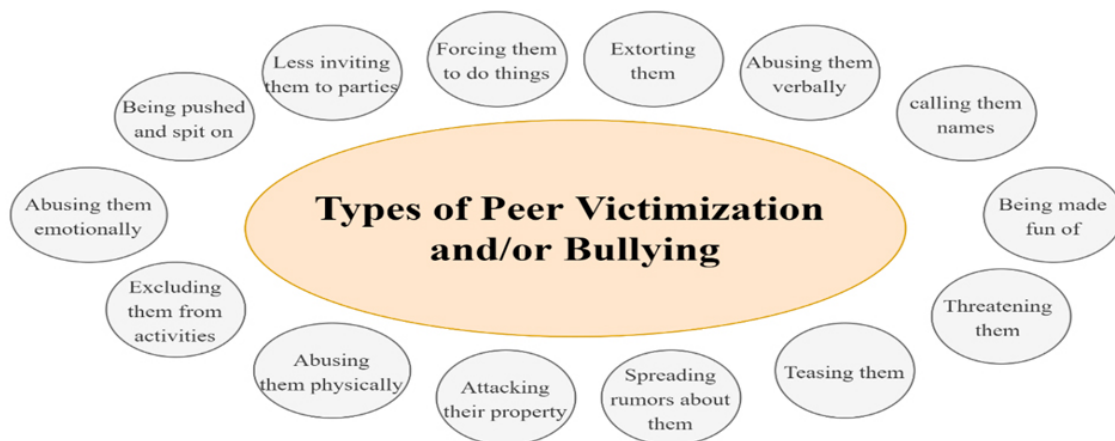 Forcing them
to do things
Extorting
them
Less inviting
them to parties
Abusing them
verbally
Being pushed
and spit on
calling them
names
Types of Peer Victimization
and/or Bullying
Abusing them
emotionally
Being made
fun of
Excluding
them from
activities
Threatening
them
Abusing
them physically
Attacking
their property
Spreading
rumors about
them
Teasing them